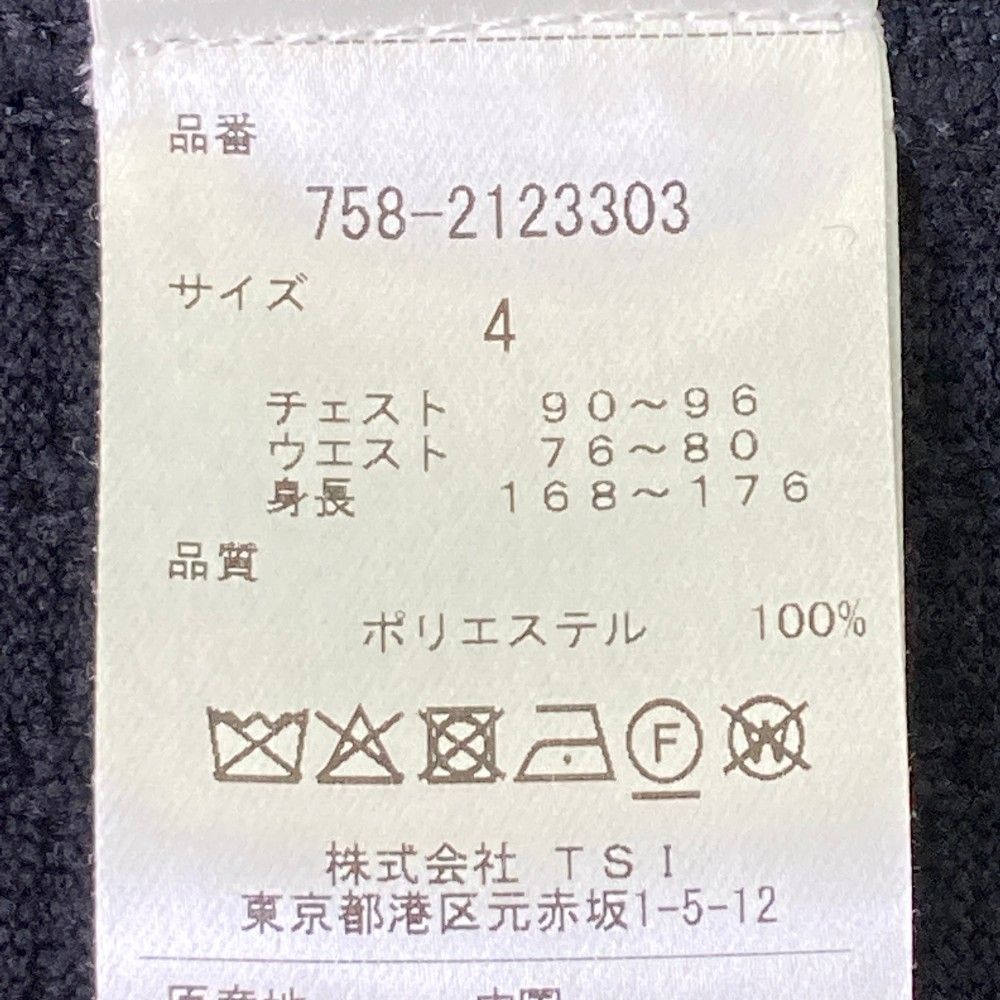 品番
758-2123303
サイズ
4
チェスト 90～96
ウエスト 76～80
身長 168～176
品質
ポリエステル 100%
F
W
株式会社 TSI
東京都港区元赤坂1-5-12